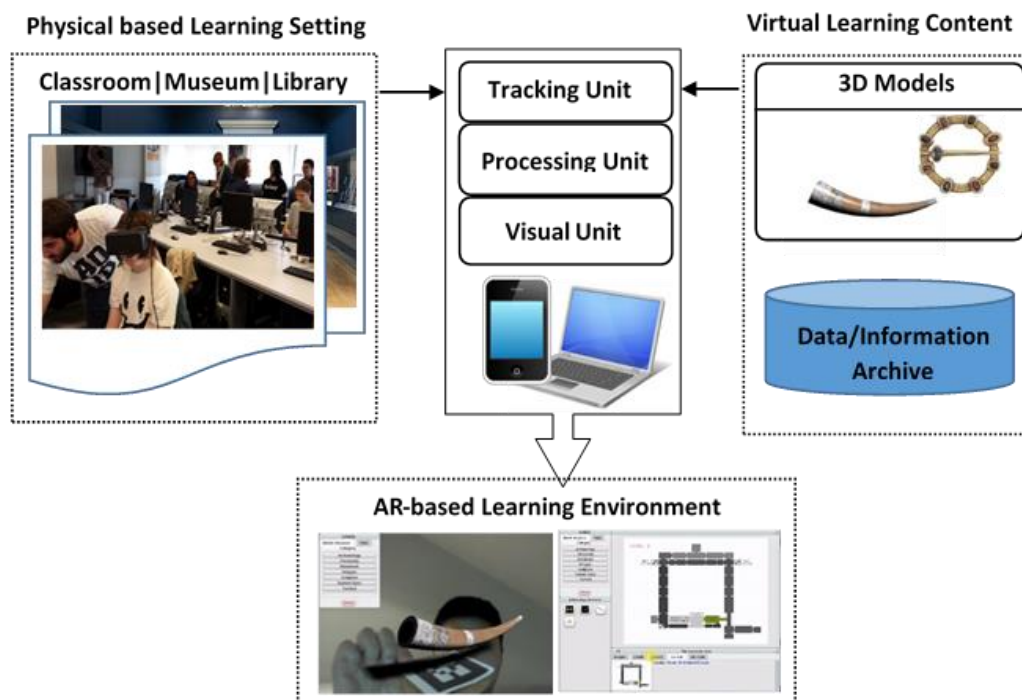 Physical based Learning Setting
Classroom|Museum|Library
Tracking Unit
Processing Unit
Visual Unit
Virtual Learning Content
3D Models
Data/Information
Archive
AR-based Learning Environment